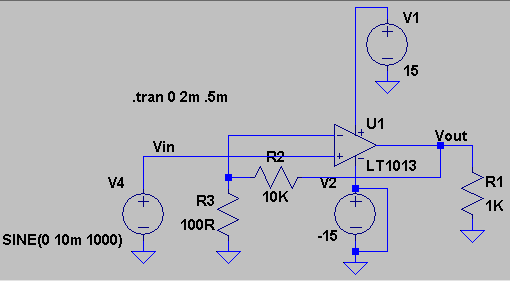 V1
15
.tran 0 2m .5m
U1
Vin
Vout
R2
LT1013
V4
R3
10K
V2
R1
100R
1K
SINE(0 10m 1000)
-15